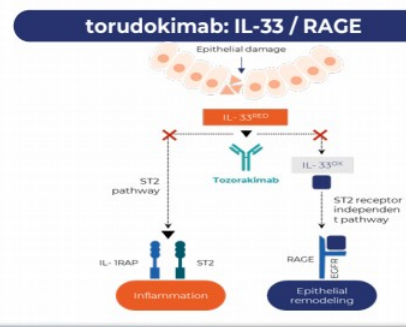 torudokimab: IL-33 / RAGE
Epithelial damage
IL- 33RED
IL- 33OX
Tozorakimab
ST2
pathway
ST2 receptor
independen
t pathway
IL- 1RAP
ST2
RAGE
EGFR
Inflammation
Epithelial
remodeling